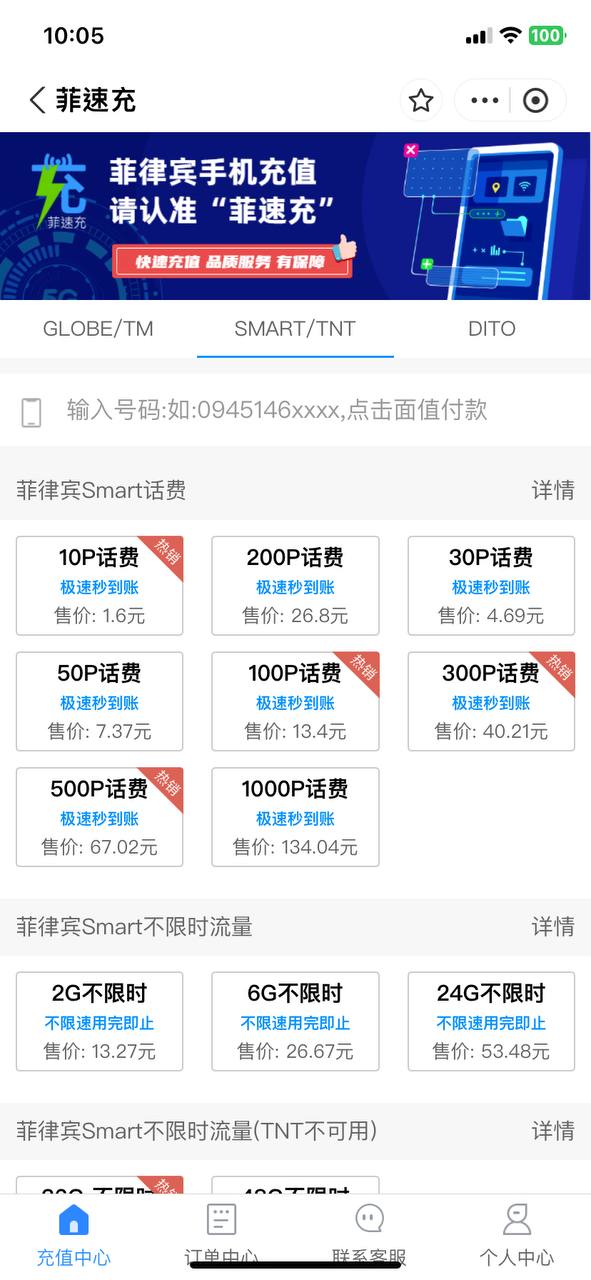 10:05
100
菲速充
充
菲速充
5G
菲律宾手机充值
请认准“菲速充”
快速充值 品质服务 有保障
GLOBE/TM
SMART/TNT
DITO
输入号码:如:0945146xxxx,点击面值付款
菲律宾Smart话费
详情
10P话费
热销
极速秒到账
售价: 1.6元
200P话费
极速秒到账
售价: 26.8元
30P话费
极速秒到账
售价: 4.69元
50P话费
极速秒到账
售价: 7.37元
100P话费
热销
极速秒到账
售价: 13.4元
300P话费
热销
极速秒到账
售价: 40.21元
500P话费
热销
极速秒到账
售价: 67.02元
1000P话费
极速秒到账
售价: 134.04元
菲律宾Smart不限时流量
详情
2G不限时
不限速用完即止
售价: 13.27元
6G不限时
不限速用完即止
售价: 26.67元
24G不限时
不限速用完即止
售价: 53.48元
菲律宾Smart不限时流量(TNT不可用)
详情
热销
充值中心
订单中心
联系客服
个人中心